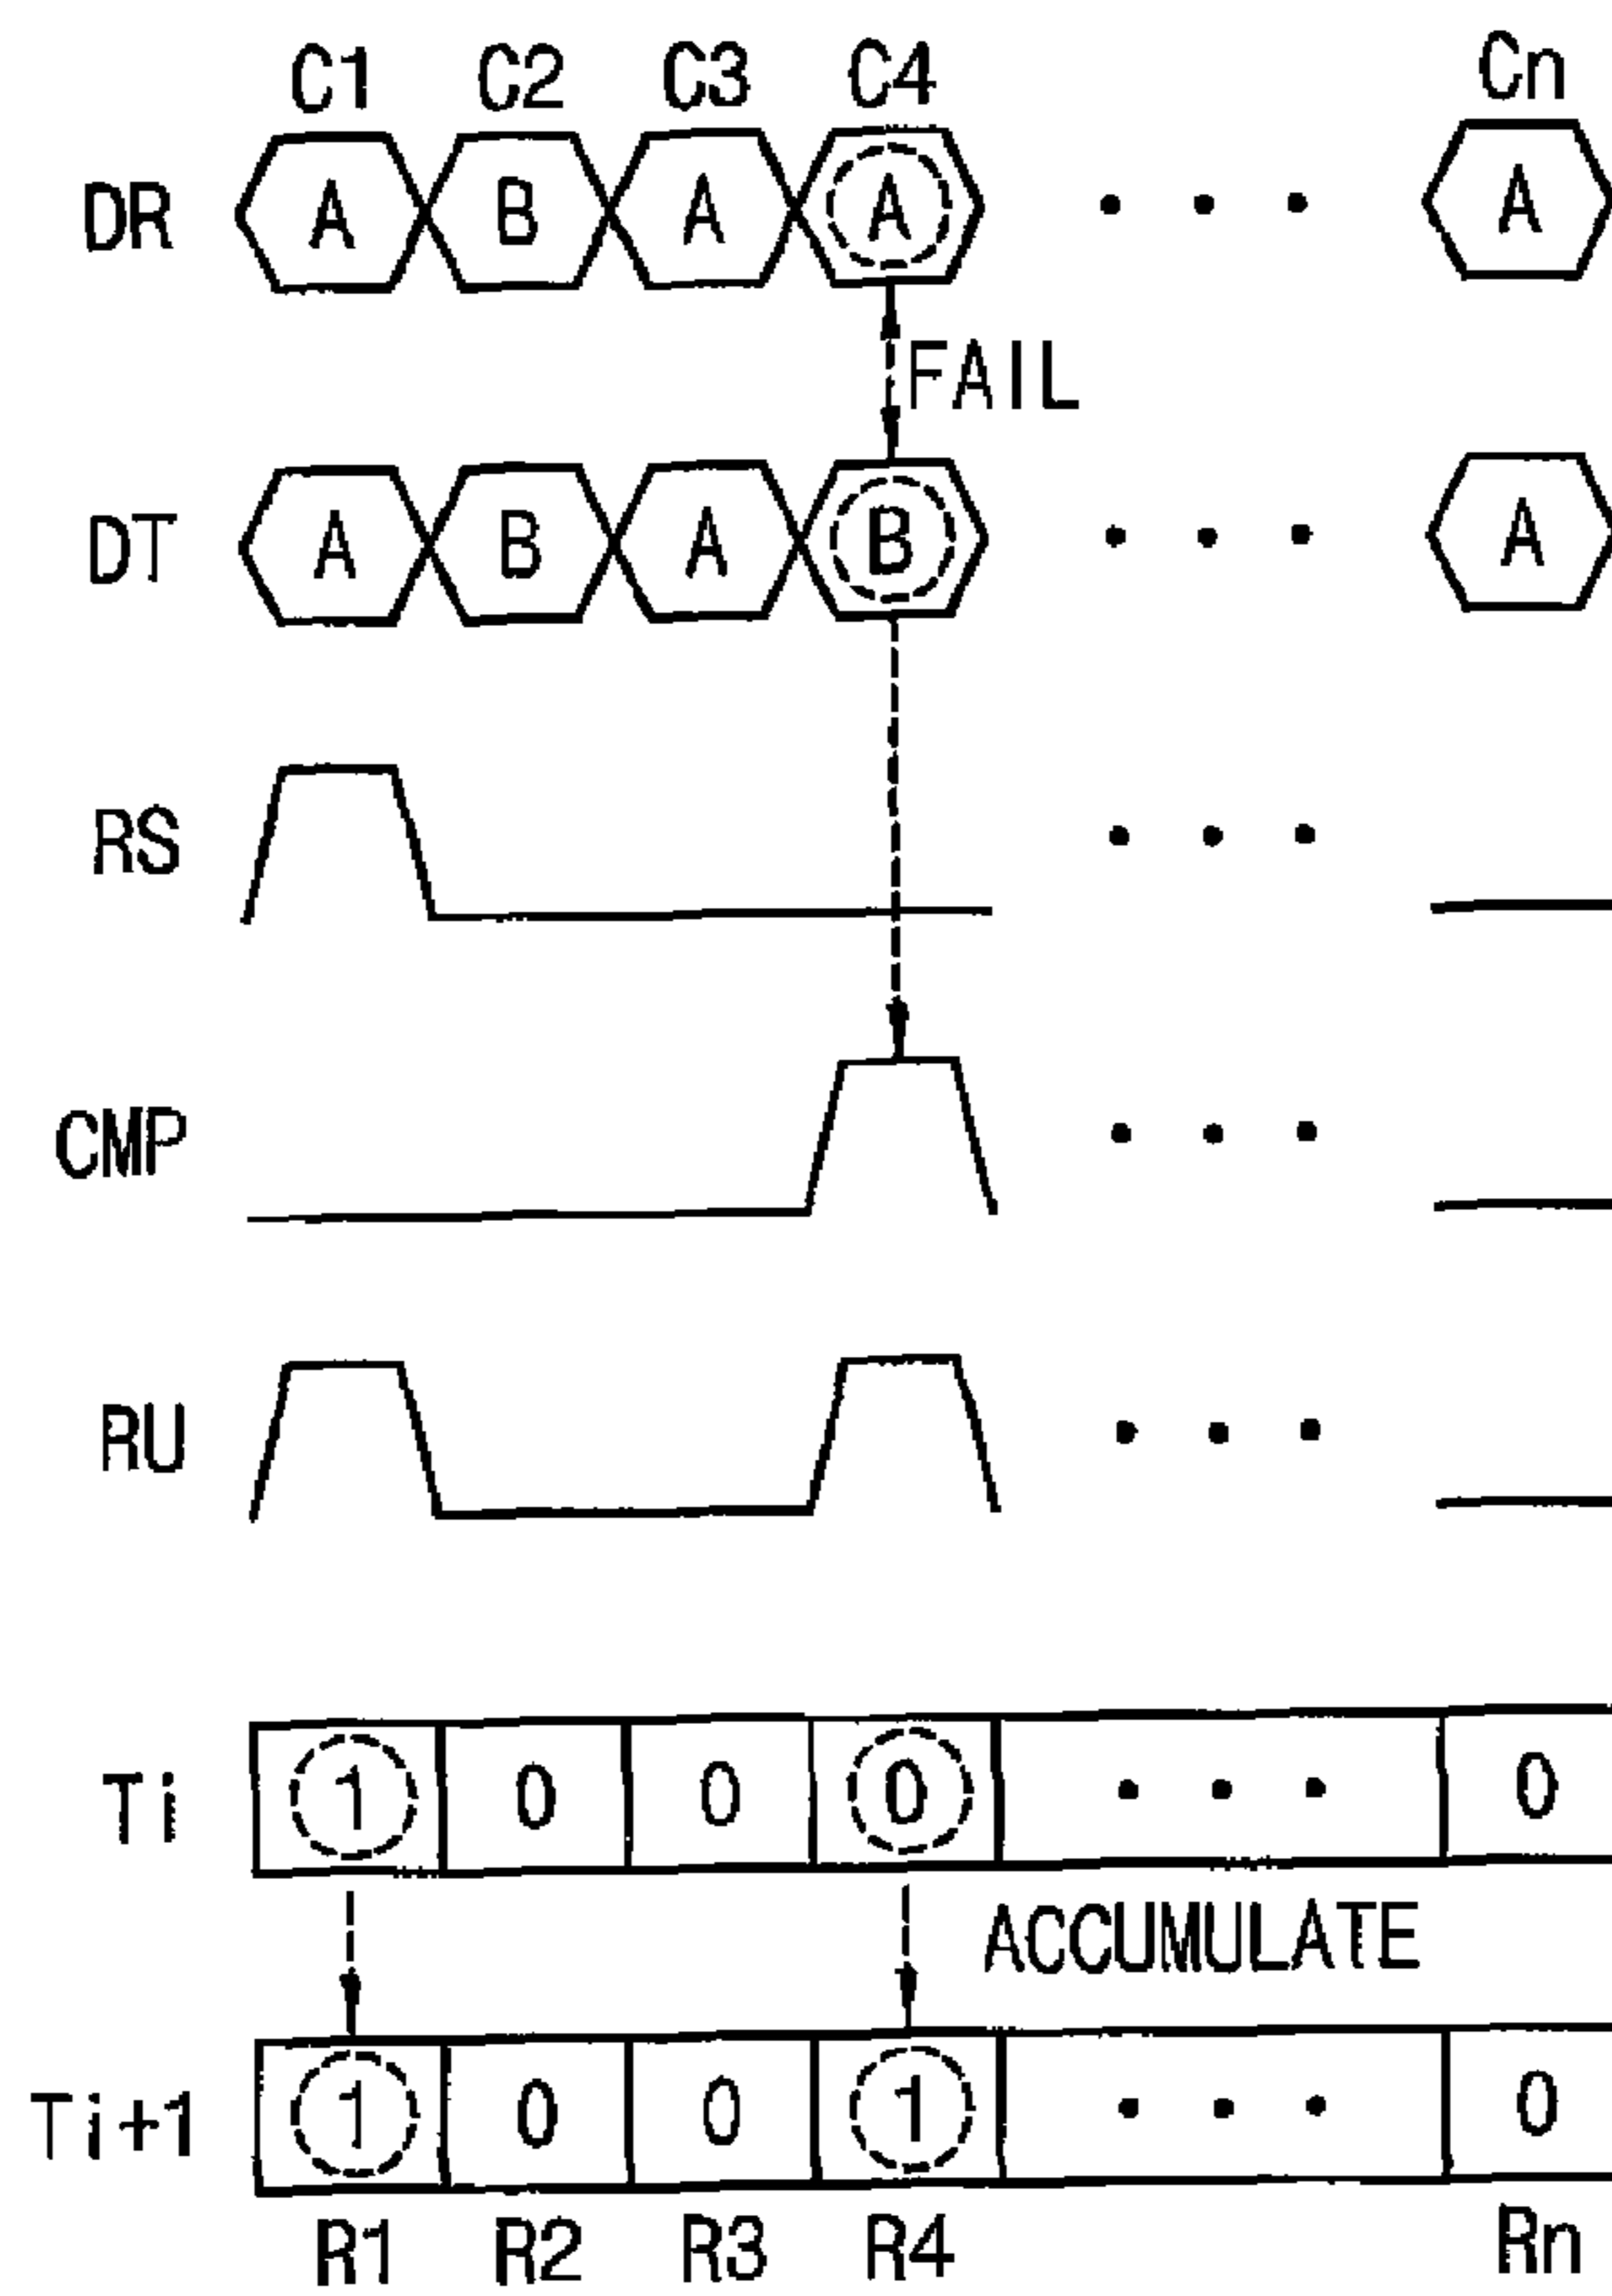 C1 C2 C3 C4 Cn
DR A B A A • • • A
FAIL
DT A B A B • • • A
RS • • •
CMP • • •
RU • • •
Ti 1 0 0 0 • • • 0
ACCUMULATE
Ti+1 1 0 0 1 • • • 0
R1 R2 R3 R4 Rn